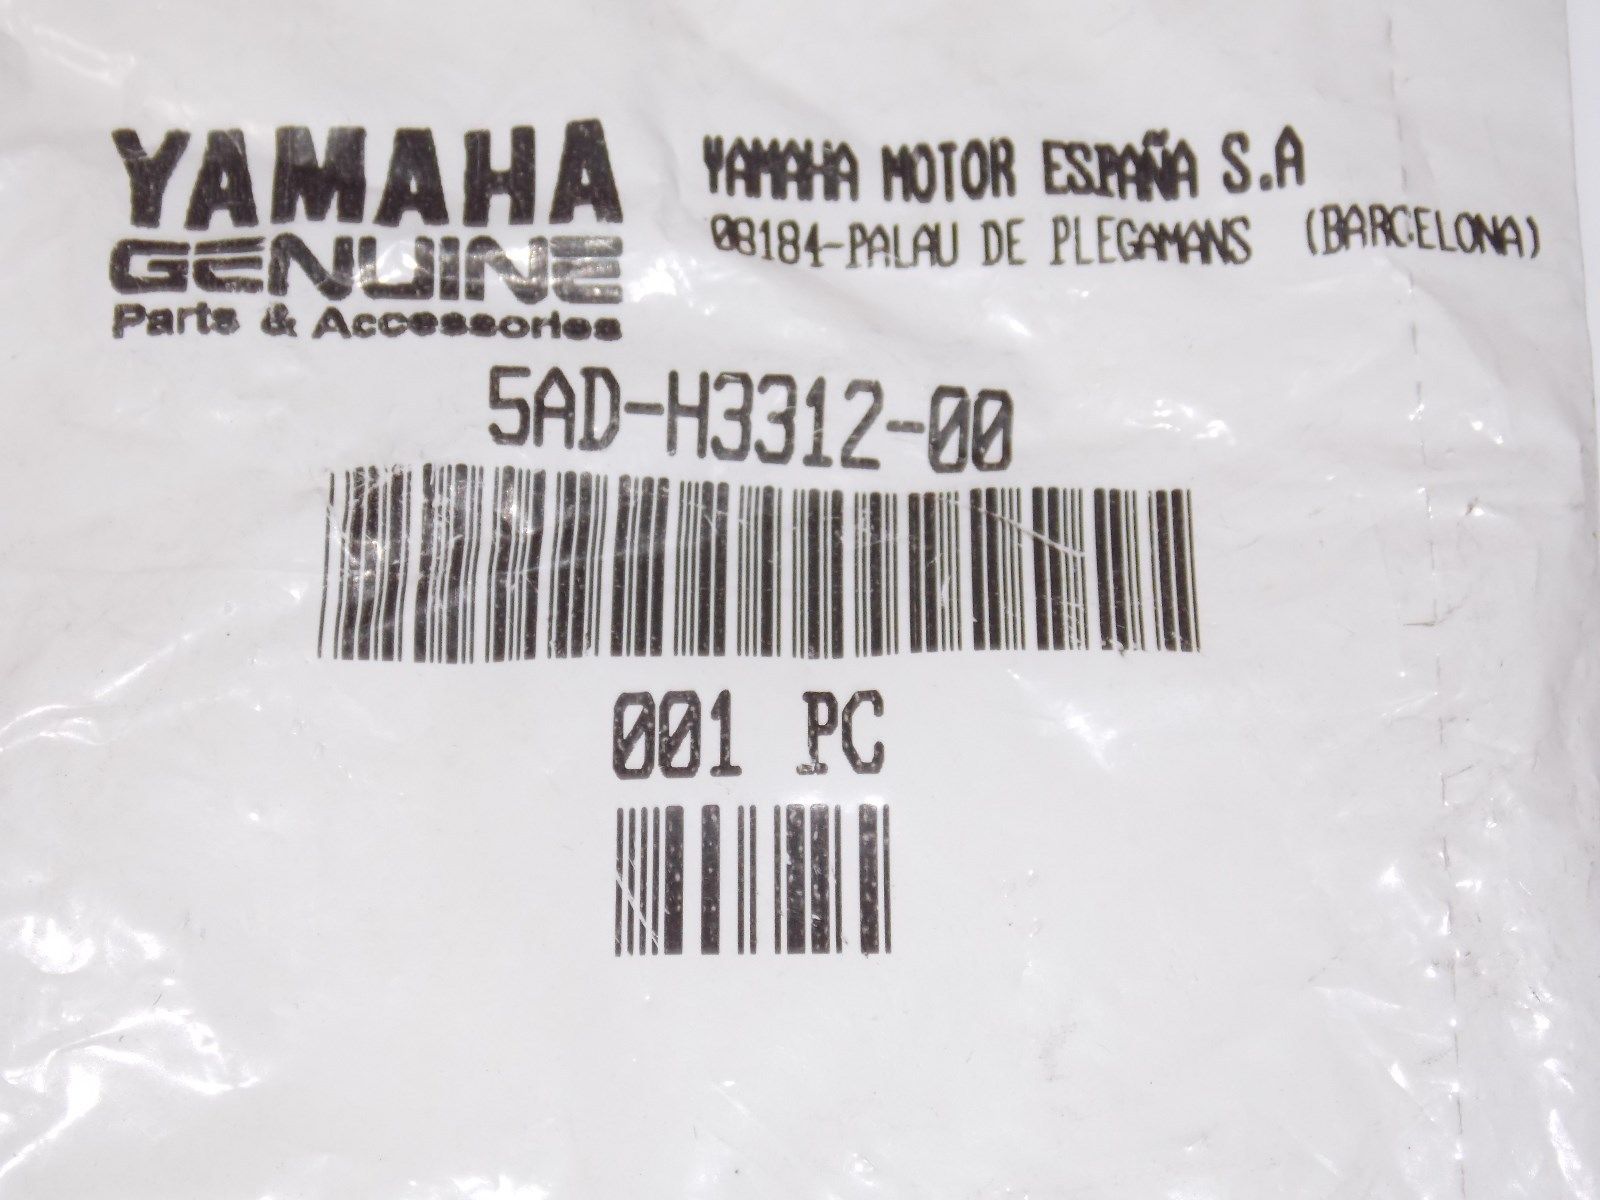 YAMAHA
GENUINE
Parts & Accessories
YAMAHA MOTOR ESPAÑA S.A
08184-PALAU DE PLEGAMANS (BARCELONA)
5AD-H3312-00
001 PC